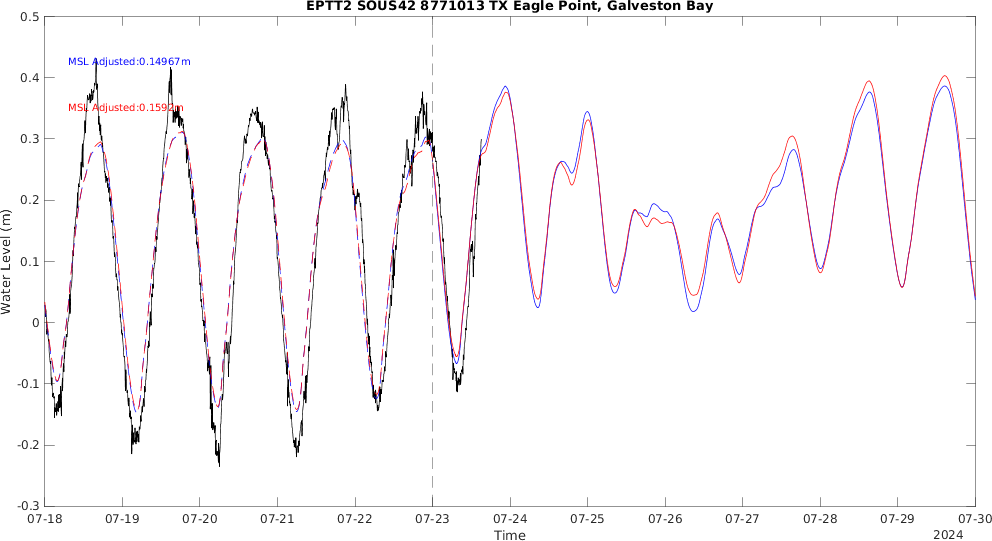 EPTT2 SOUS42 8771013 TX Eagle Point, Galveston Bay
0.5
MSL Adjusted:0.14967m
0.4
MSL Adjusted:0.1592m
0.3
0.2
Water Level (m)
0.1
0
-0.1
-0.2
-0.3
07-18 07-19 07-20 07-21 07-22 07-23 07-24 07-25 07-26 07-27 07-28 07-29 07-30
Time
2024